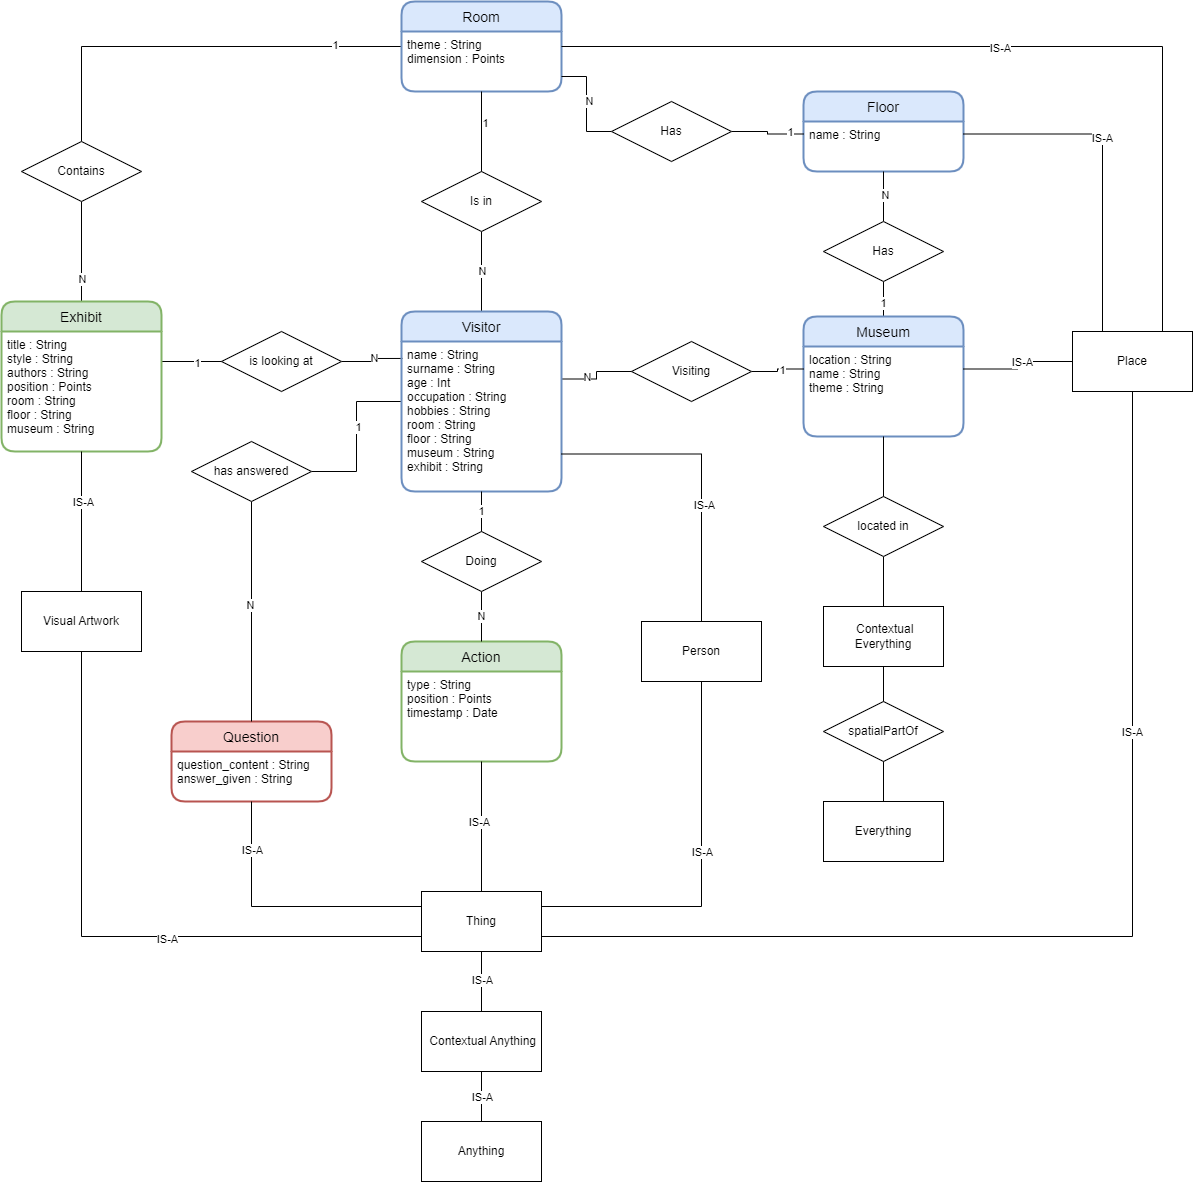 Room
theme : String
dimension : Points
1
IS-A
N
Has
1
Floor
name : String
IS-A
1
Contains
Is in
N
Has
N
N
1
Exhibit
title : String
style : String
authors : String
position : Points
room : String
floor : String
museum : String
1
is looking at
N
Visitor
name : String
surname : String
age : Int
occupation : String
hobbies : String
room : String
floor : String
museum : String
exhibit : String
N
Visiting
1
Museum
location : String
name : String
theme : String
IS-A
Place
1
has answered
IS-A
1
IS-A
Doing
located in
N
N
Visual Artwork
Action
type : String
position : Points
timestamp : Date
Person
Contextual
Everything
Question
question_content : String
answer_given : String
spatialPartOf
IS-A
IS-A
IS-A
IS-A
Everything
Thing
IS-A
IS-A
Contextual Anything
IS-A
Anything